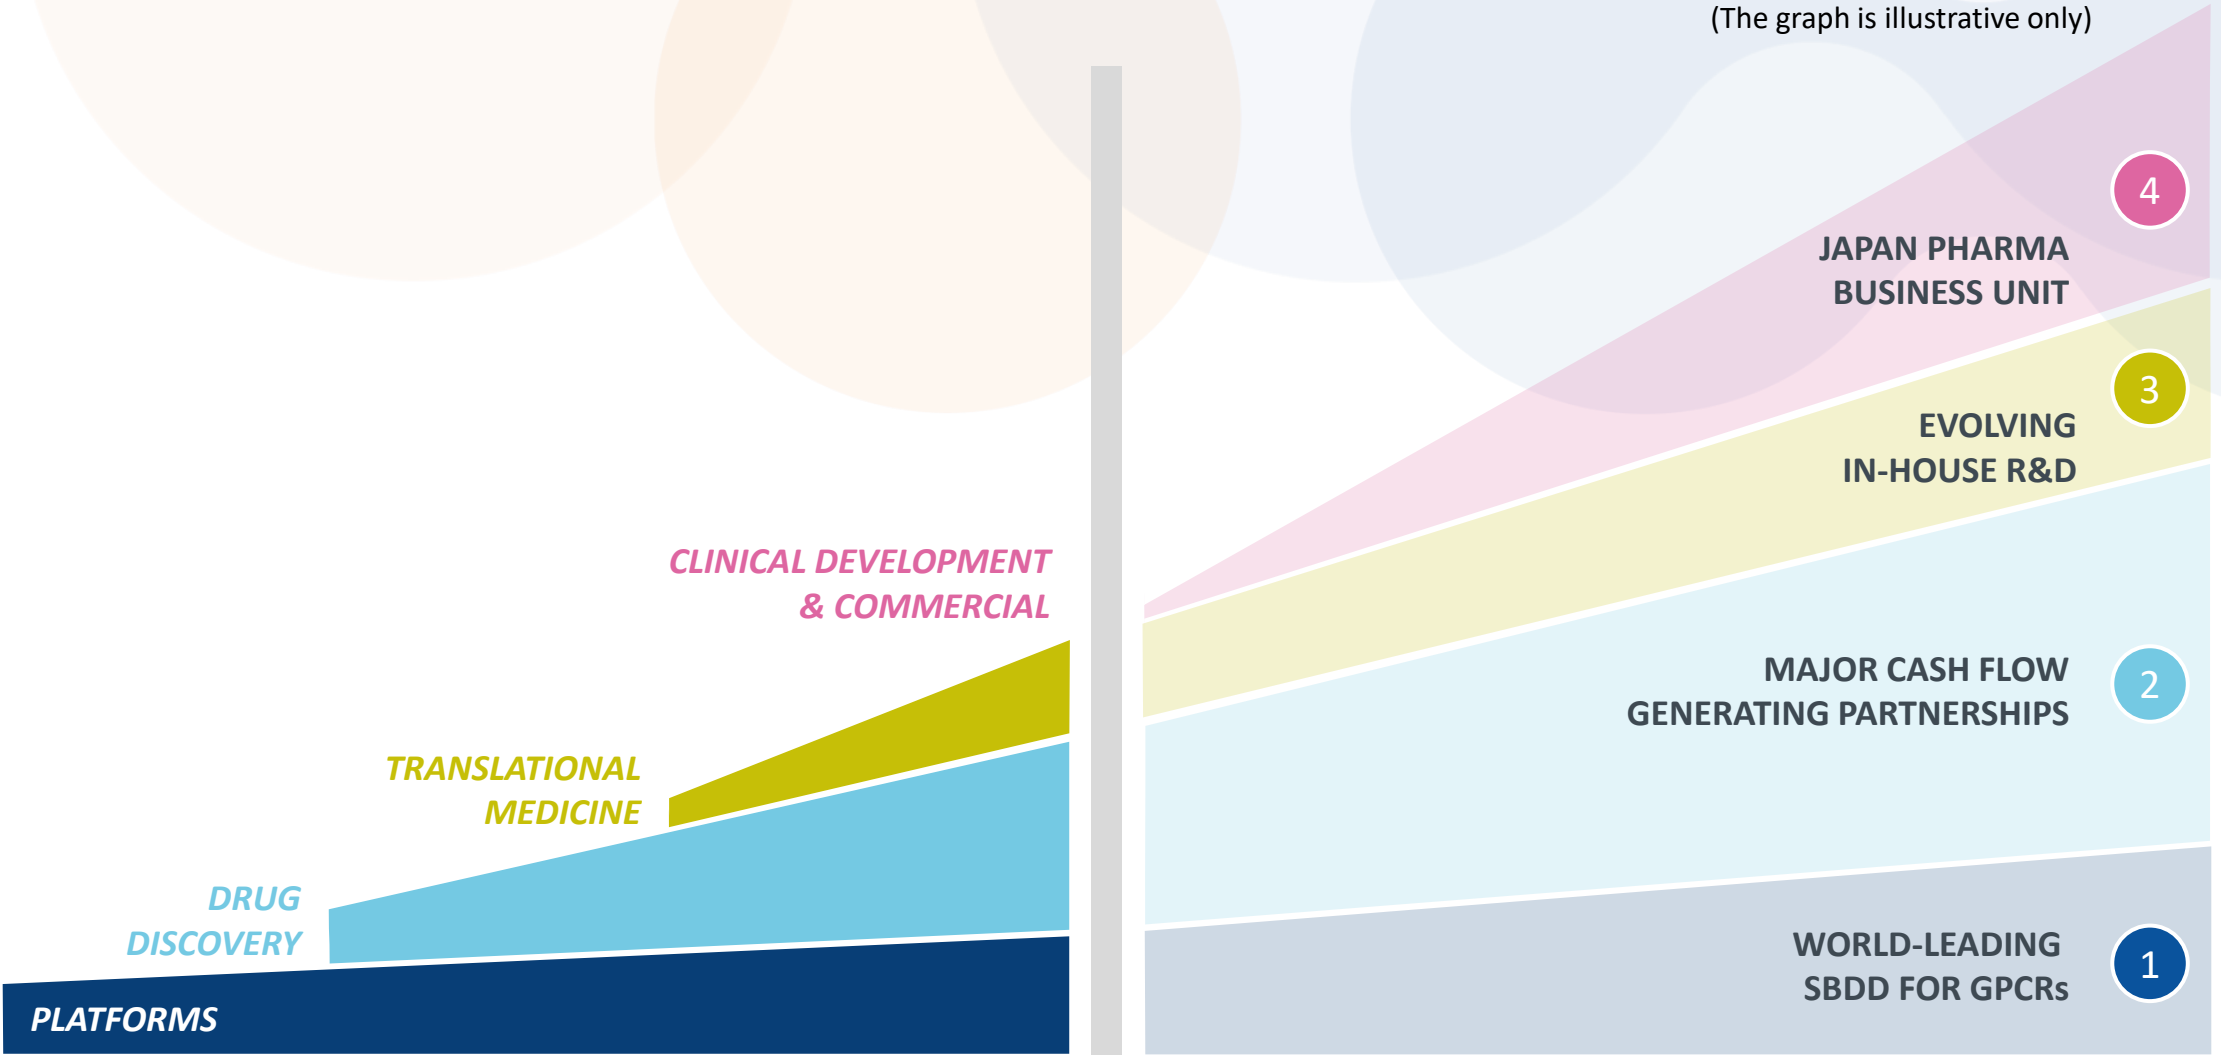 (The graph is illustrative only)
4
JAPAN PHARMA
BUSINESS UNIT
3
EVOLVING
IN-HOUSE R&D
CLINICAL DEVELOPMENT
& COMMERCIAL
MAJOR CASH FLOW
GENERATING PARTNERSHIPS
2
TRANSLATIONAL
MEDICINE
DRUG
DISCOVERY
WORLD-LEADING
SBDD FOR GPCRs
1
PLATFORMS